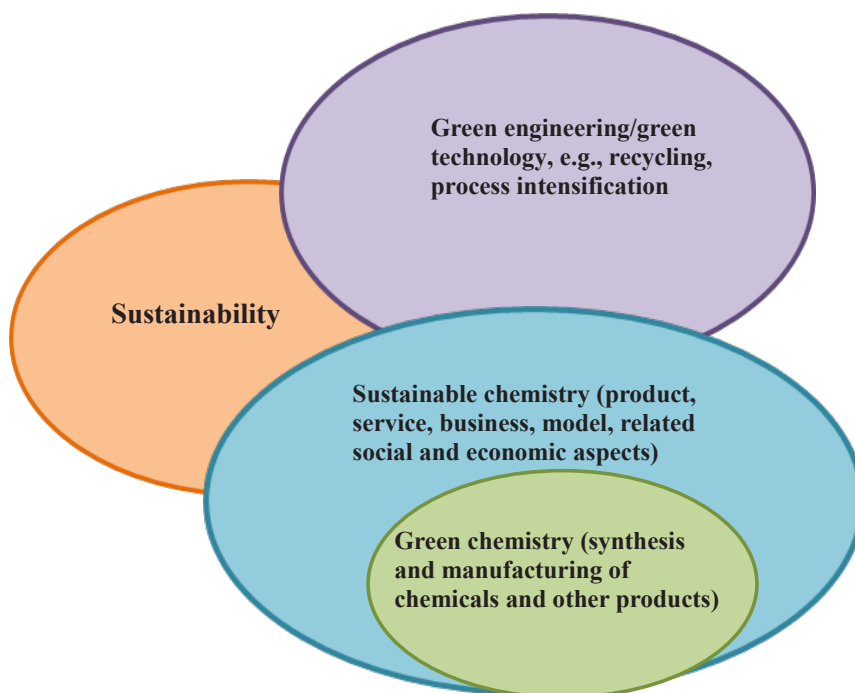 Green engineering/green
technology, e.g., recycling,
process intensification
Sustainability
Sustainable chemistry (product,
service, business, model, related
social and economic aspects)
Green chemistry (synthesis
and manufacturing of
chemicals and other products)